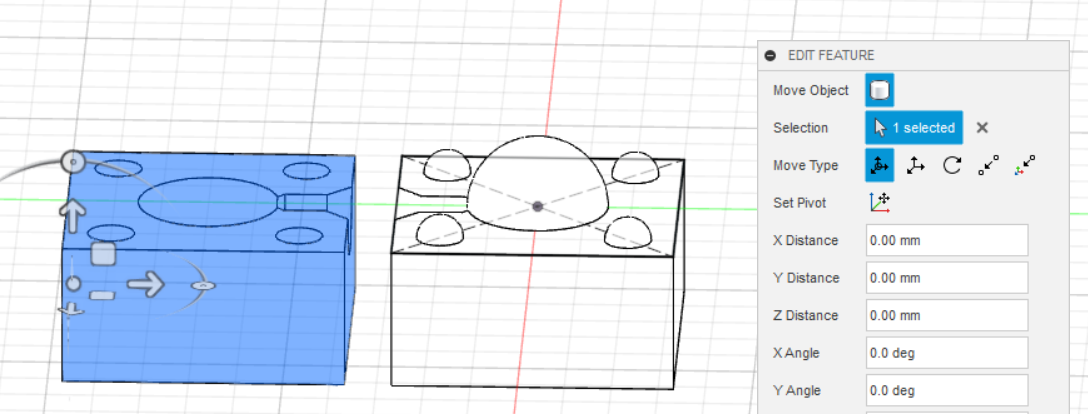 EDIT FEATURE
Move Object
Selection 1 selected
Move Type
Set Pivot
X Distance 0.00 mm
Y Distance 0.00 mm
Z Distance 0.00 mm
X Angle 0.0 deg
Y Angle 0.0 deg